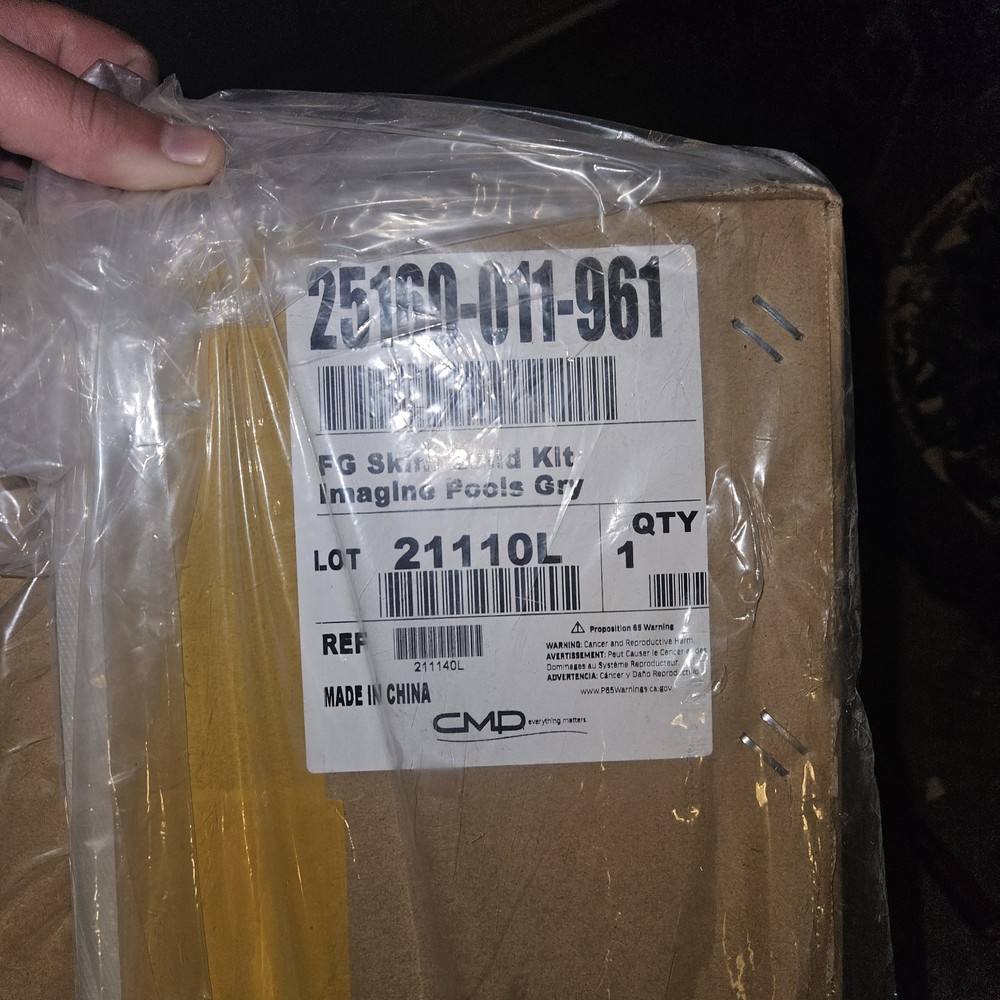 25160-011-961
FG Skim Kit
Imagine Pools Gry
LOT 21110L
QTY
1
REF
211140L
MADE IN CHINA
Proposition 65 Warning
WARNING: Cancer and Reproductive Harm
AVERTISSEMENT: Peut Causer le Cancer et des
Dommages au Système Reproducteur
ADVERTENCIA: Cáncer y Daño Reproductivo
www.P65Warnings.ca.gov
CMP everything matters.